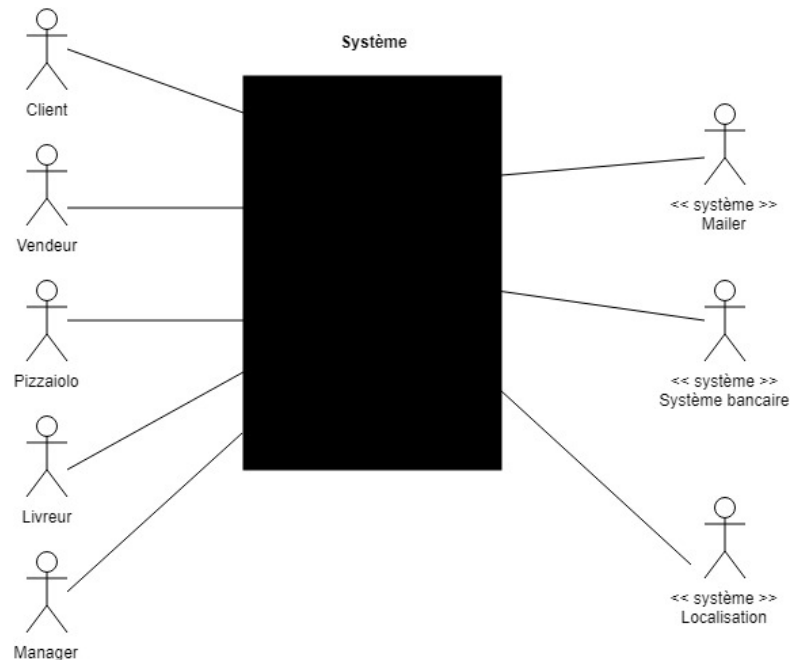 Système
Client
Vendeur
Pizzaiolo
Livreur
Manager
<< système >>
Mailer
<< système >>
Système bancaire
<< système >>
Localisation